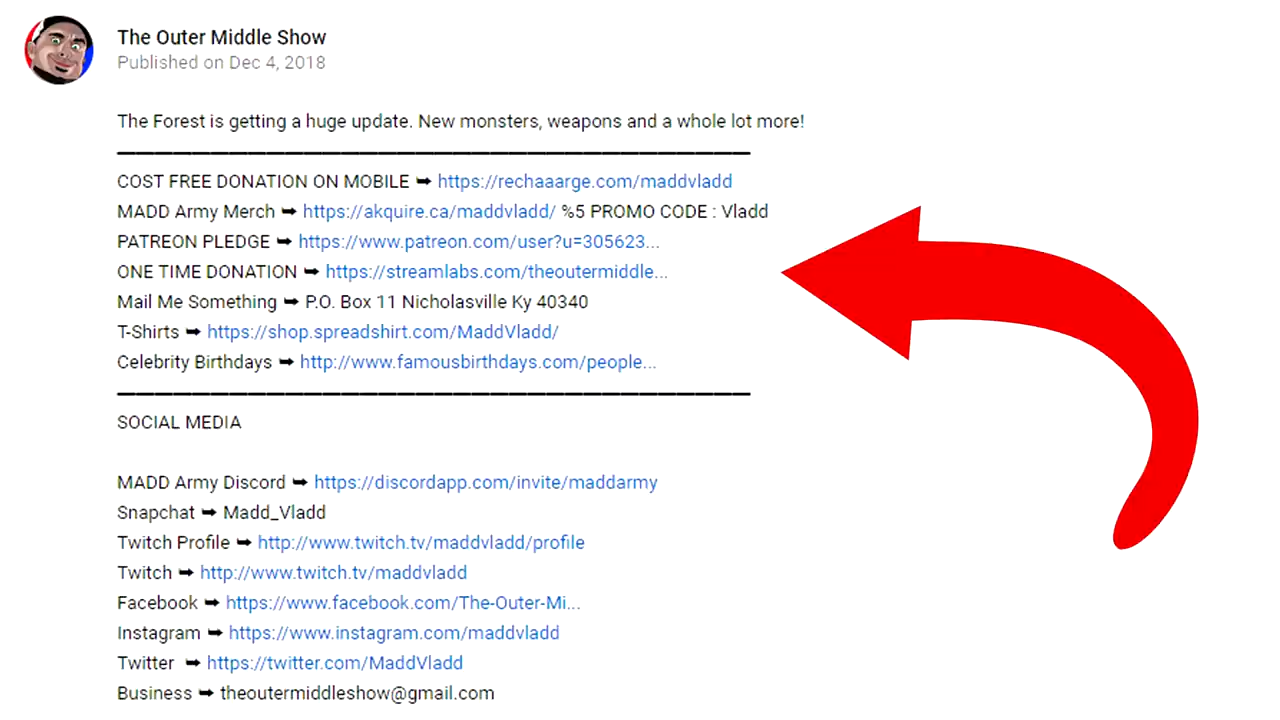 The Outer Middle Show
Published on Dec 4, 2018
The Forest is getting a huge update. New monsters, weapons and a whole lot more!
COST FREE DONATION ON MOBILE ➥ https://rechaaarge.com/maddvladd
MADD Army Merch ➥ https://akquire.ca/maddvladd/ %5 PROMO CODE : Vladd
PATREON PLEDGE ➥ https://www.patreon.com/user?u=305623...
ONE TIME DONATION ➥ https://streamlabs.com/theoutermiddle...
Mail Me Something ➥ P.O. Box 11 Nicholasville Ky 40340
T-Shirts ➥ https://shop.spreadshirt.com/MaddVladd/
Celebrity Birthdays ➥ http://www.famousbirthdays.com/people...
SOCIAL MEDIA
MADD Army Discord ➥ https://discordapp.com/invite/maddarmy
Snapchat ➥ Madd_Vladd
Twitch Profile ➥ http://www.twitch.tv/maddvladd/profile
Twitch ➥ http://www.twitch.tv/maddvladd
Facebook ➥ https://www.facebook.com/The-Outer-Mi...
Instagram ➥ https://www.instagram.com/maddvladd
Twitter ➥ https://twitter.com/MaddVladd
Business ➥ theoutermiddleshow@gmail.com